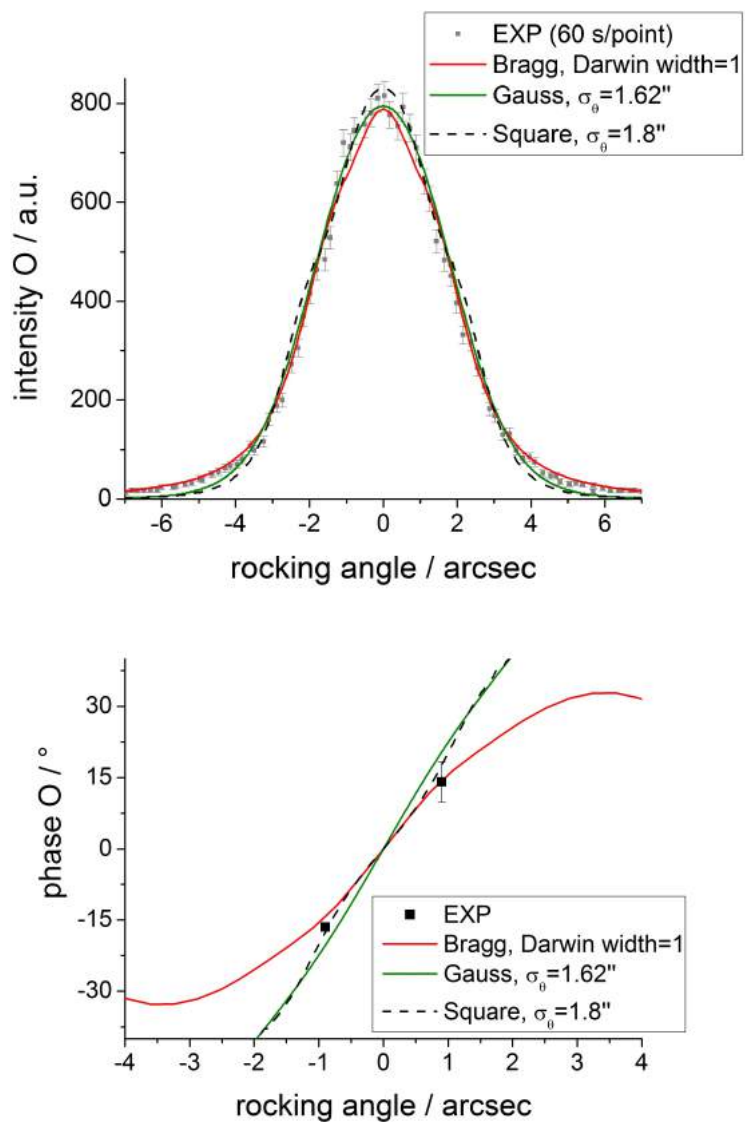 EXP (60 s/point)
Bragg, Darwin width=1
Gauss, σθ=1.62"
Square, σθ=1.8"
800
600
400
200
0
intensity O / a.u.
-6 -4 -2 0 2 4 6
rocking angle / arcsec
30
15
0
-15
-30
phase O / °
EXP
Bragg, Darwin width=1
Gauss, σθ=1.62"
Square, σθ=1.8"
-4 -3 -2 -1 0 1 2 3 4
rocking angle / arcsec